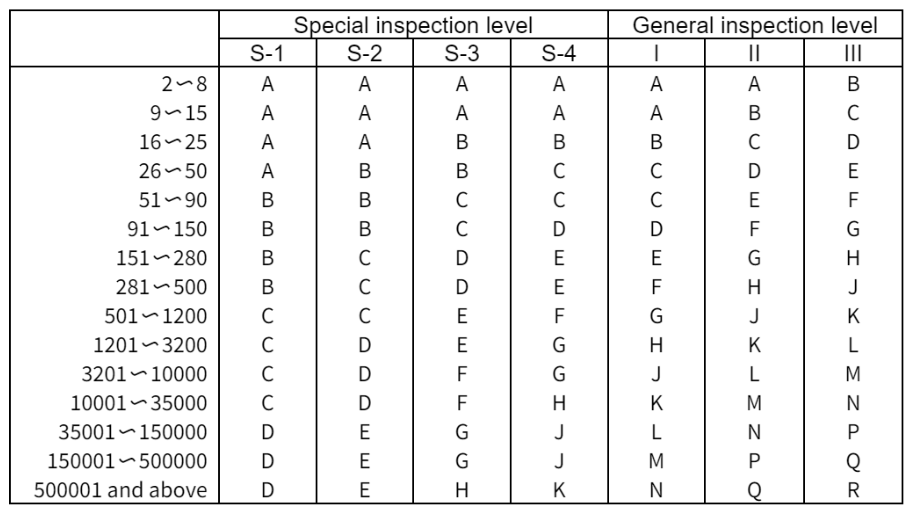 Special inspection level General inspection level
S-1 S-2 S-3 S-4 I II III
2〜8 A A A A A A B
9〜15 A A A A A B C
16〜25 A A B B B C D
26〜50 A B B C C D E
51〜90 B B C C C E F
91〜150 B B C D D F G
151〜280 B C D E E G H
281〜500 B C D E F H J
501〜1200 C C E F G J K
1201〜3200 C D E G H K L
3201〜10000 C D F G J L M
10001〜35000 C D F H K M N
35001〜150000 D E G J L N P
150001〜500000 D E G J M P Q
500001 and above D E H K N Q R